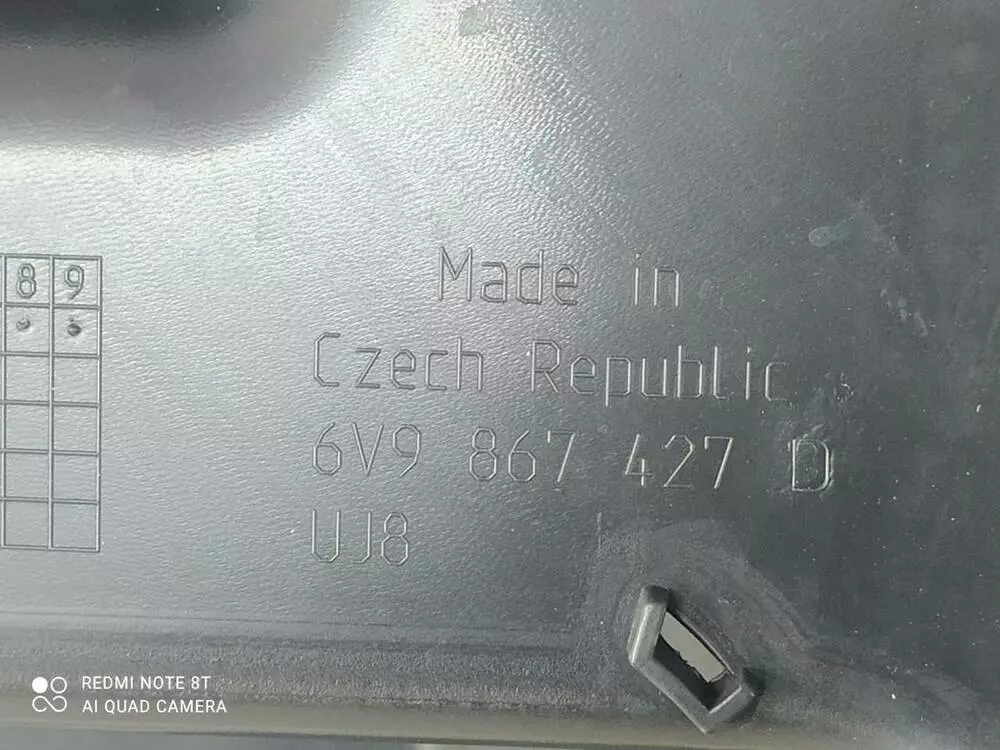 8 9
Made in
Czech Republic
6V9 867 427 D
UJ8
REDMI NOTE 8T
AI QUAD CAMERA